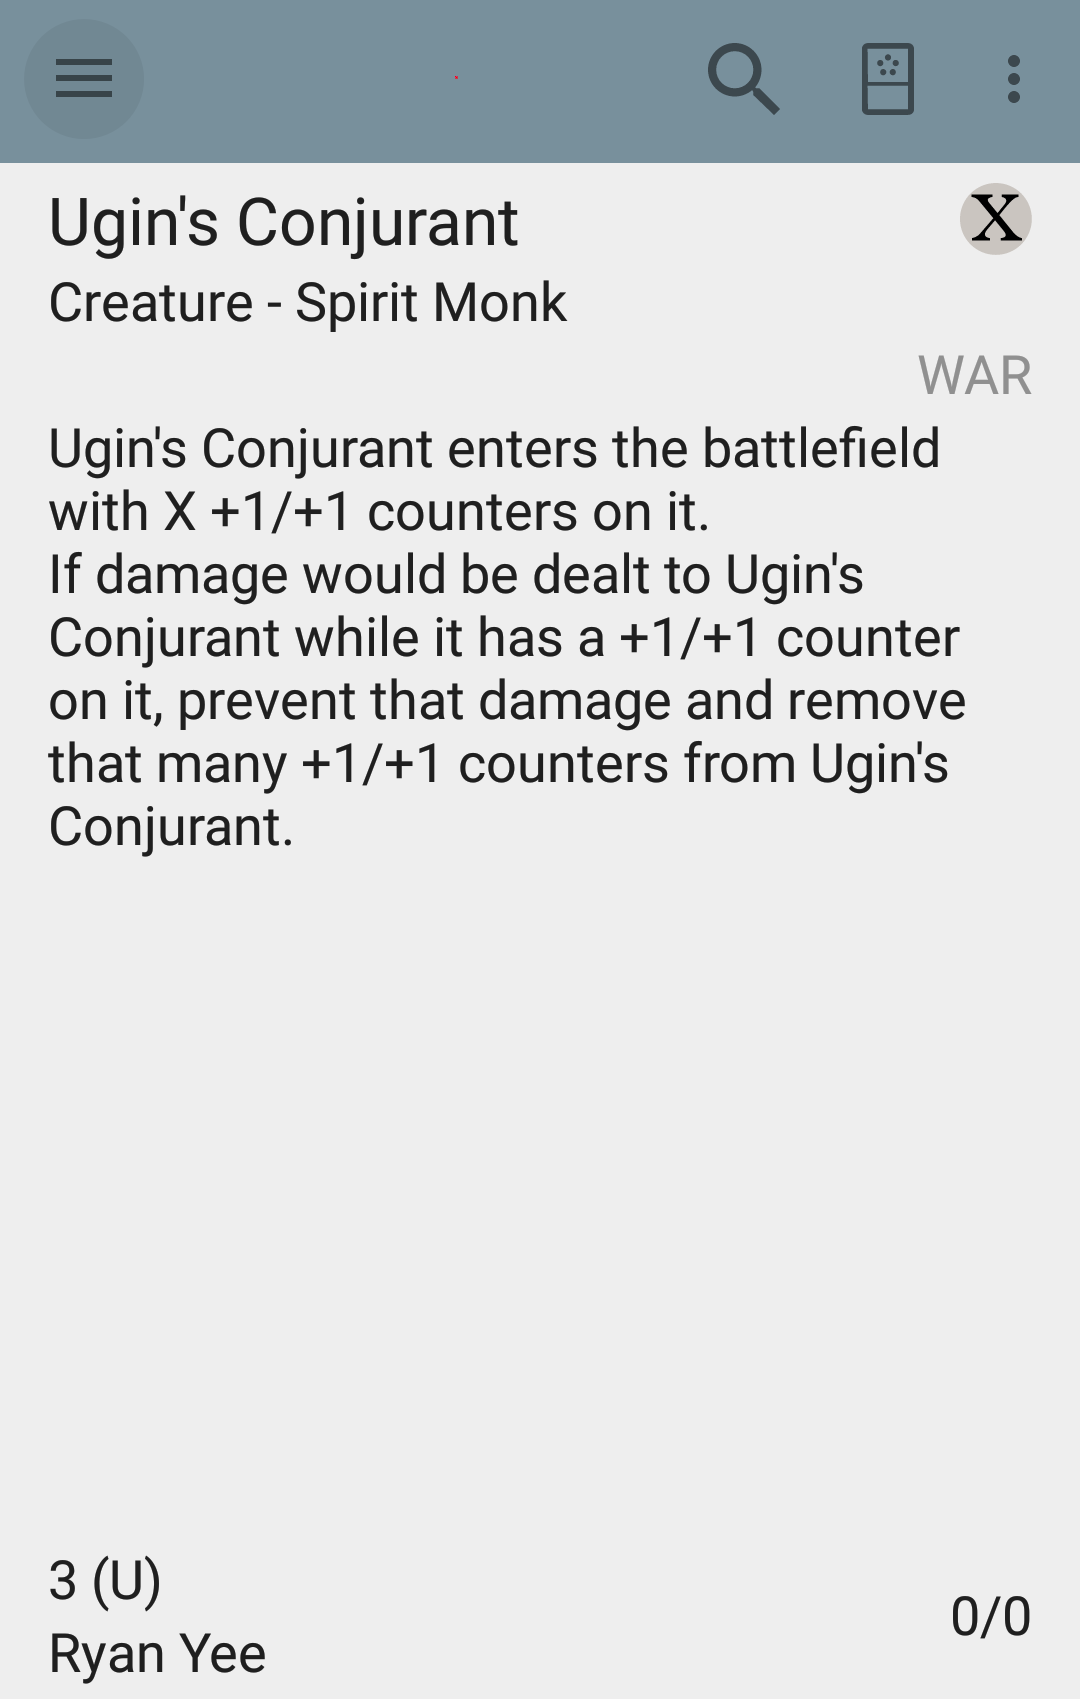 Ugin's Conjurant X
Creature - Spirit Monk
WAR
Ugin's Conjurant enters the battlefield
with X +1/+1 counters on it.
If damage would be dealt to Ugin's
Conjurant while it has a +1/+1 counter
on it, prevent that damage and remove
that many +1/+1 counters from Ugin's
Conjurant.
3 (U)
0/0
Ryan Yee